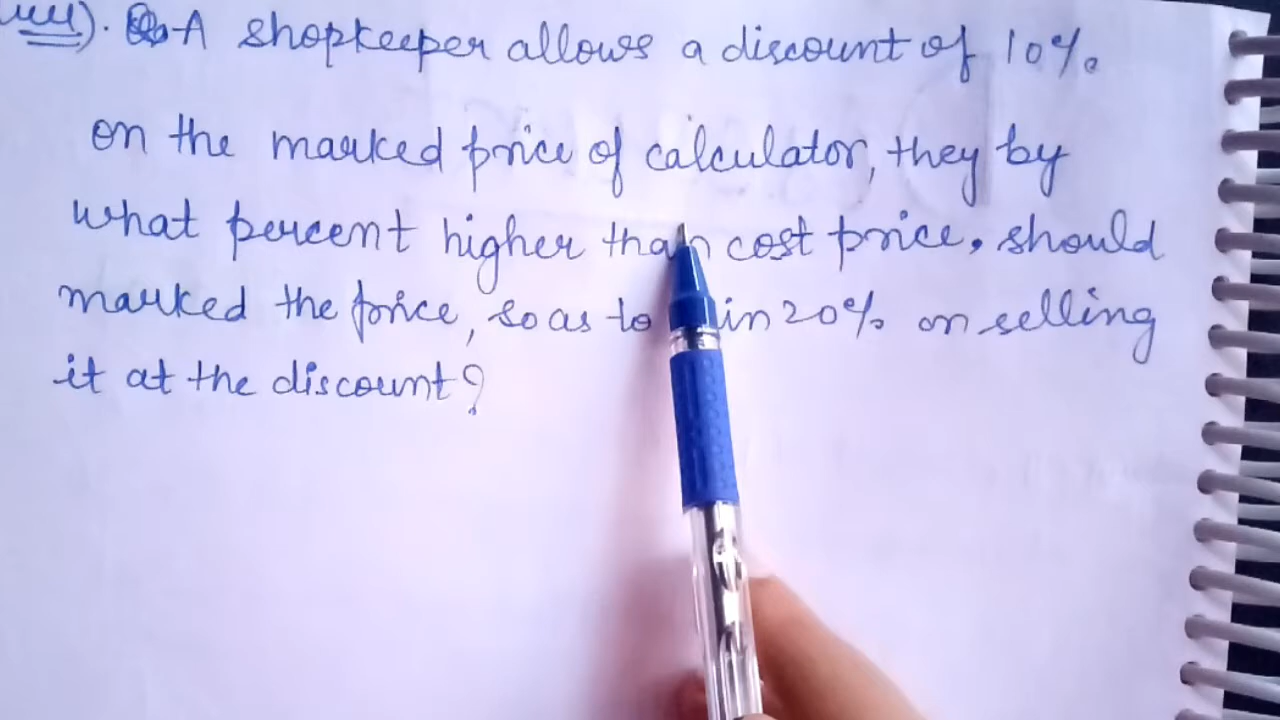 A shopkeeper allows a discount of 10%
on the marked price of calculator, they by
what percent higher than cost price, should
marked the price, so as to in 20% on selling
it at the discount?